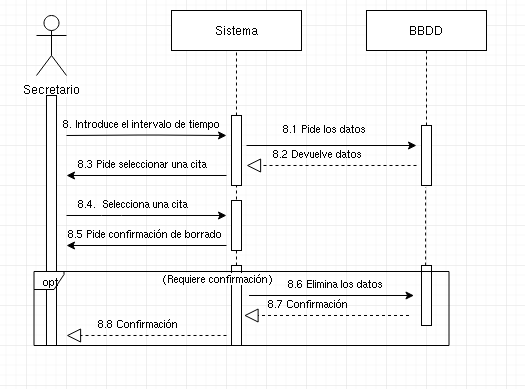 Sistema
BBDD
Secretario
8. Introduce el intervalo de tiempo
8.1 Pide los datos
8.2 Devuelve datos
8.3 Pide seleccionar una cita
8.4. Selecciona una cita
8.5 Pide confirmación de borrado
opt
(Requiere confirmación)
8.6 Elimina los datos
8.7 Confirmación
8.8 Confirmación